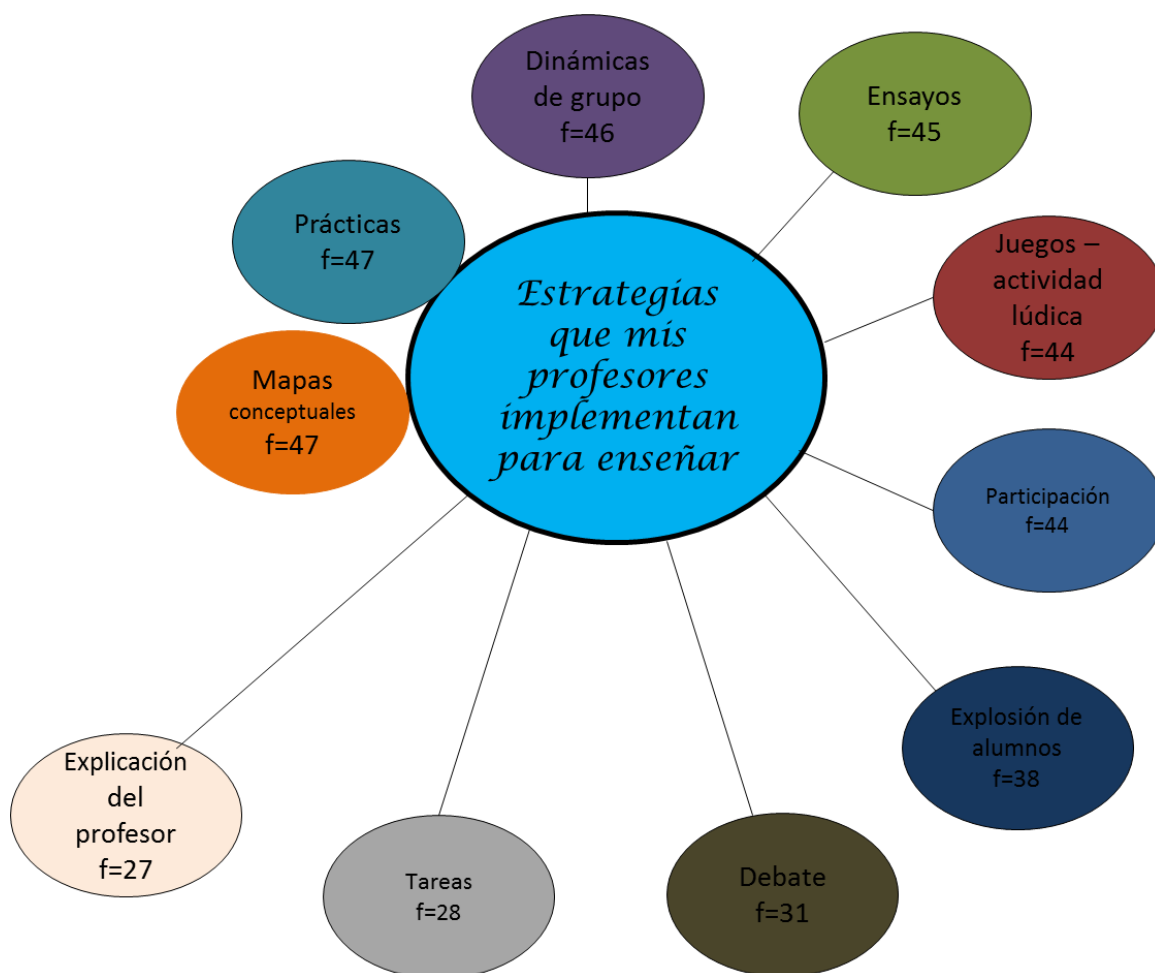 Dinámicas
de grupo
f=46
Ensayos
f=45
Prácticas
f=47
Juegos –
actividad
lúdica
f=44
Estrategias
que mis
profesores
implementan
para enseñar
Mapas
conceptuales
f=47
Participación
f=44
Explosión de
alumnos
f=38
Explicación
del
profesor
f=27
Tareas
f=28
Debate
f=31